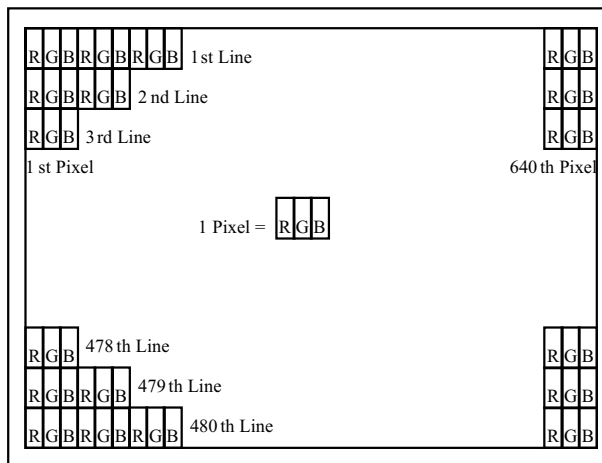 RGBRGBRGB 1st Line RGB
RGBRGB 2nd Line RGB
RGB 3rd Line RGB
1st Pixel 640th Pixel
1 Pixel = RGB
RGB 478th Line RGB
RGBRGB 479th Line RGB
RGBRGBRGB 480th Line RGB